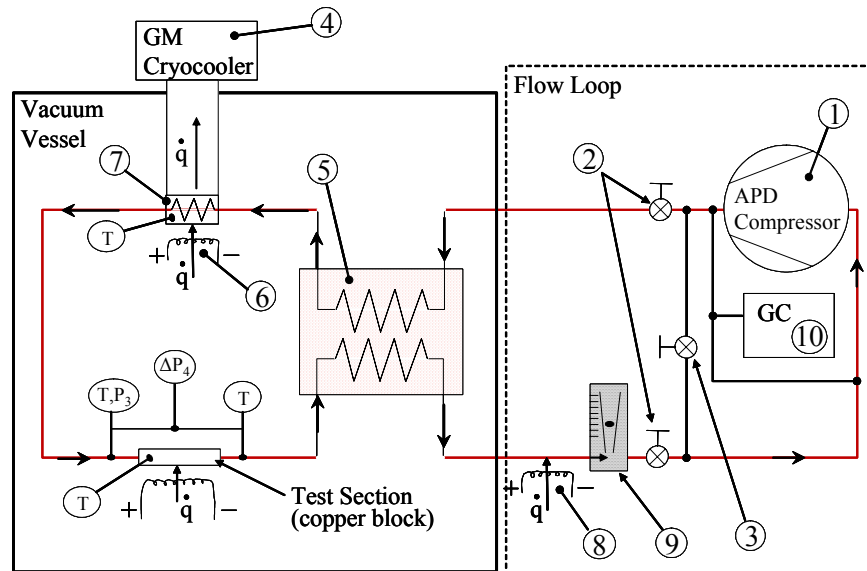 GM
Cryocooler
4
Flow Loop
Vacuum
Vessel
1
2
q̇
7
5
APD
Compressor
T
+
−
q̇
6
GC
10
ΔP₄
T,P₃
T
T
+
−
q̇
Test Section
(copper block)
+
−
q̇
8
9
3